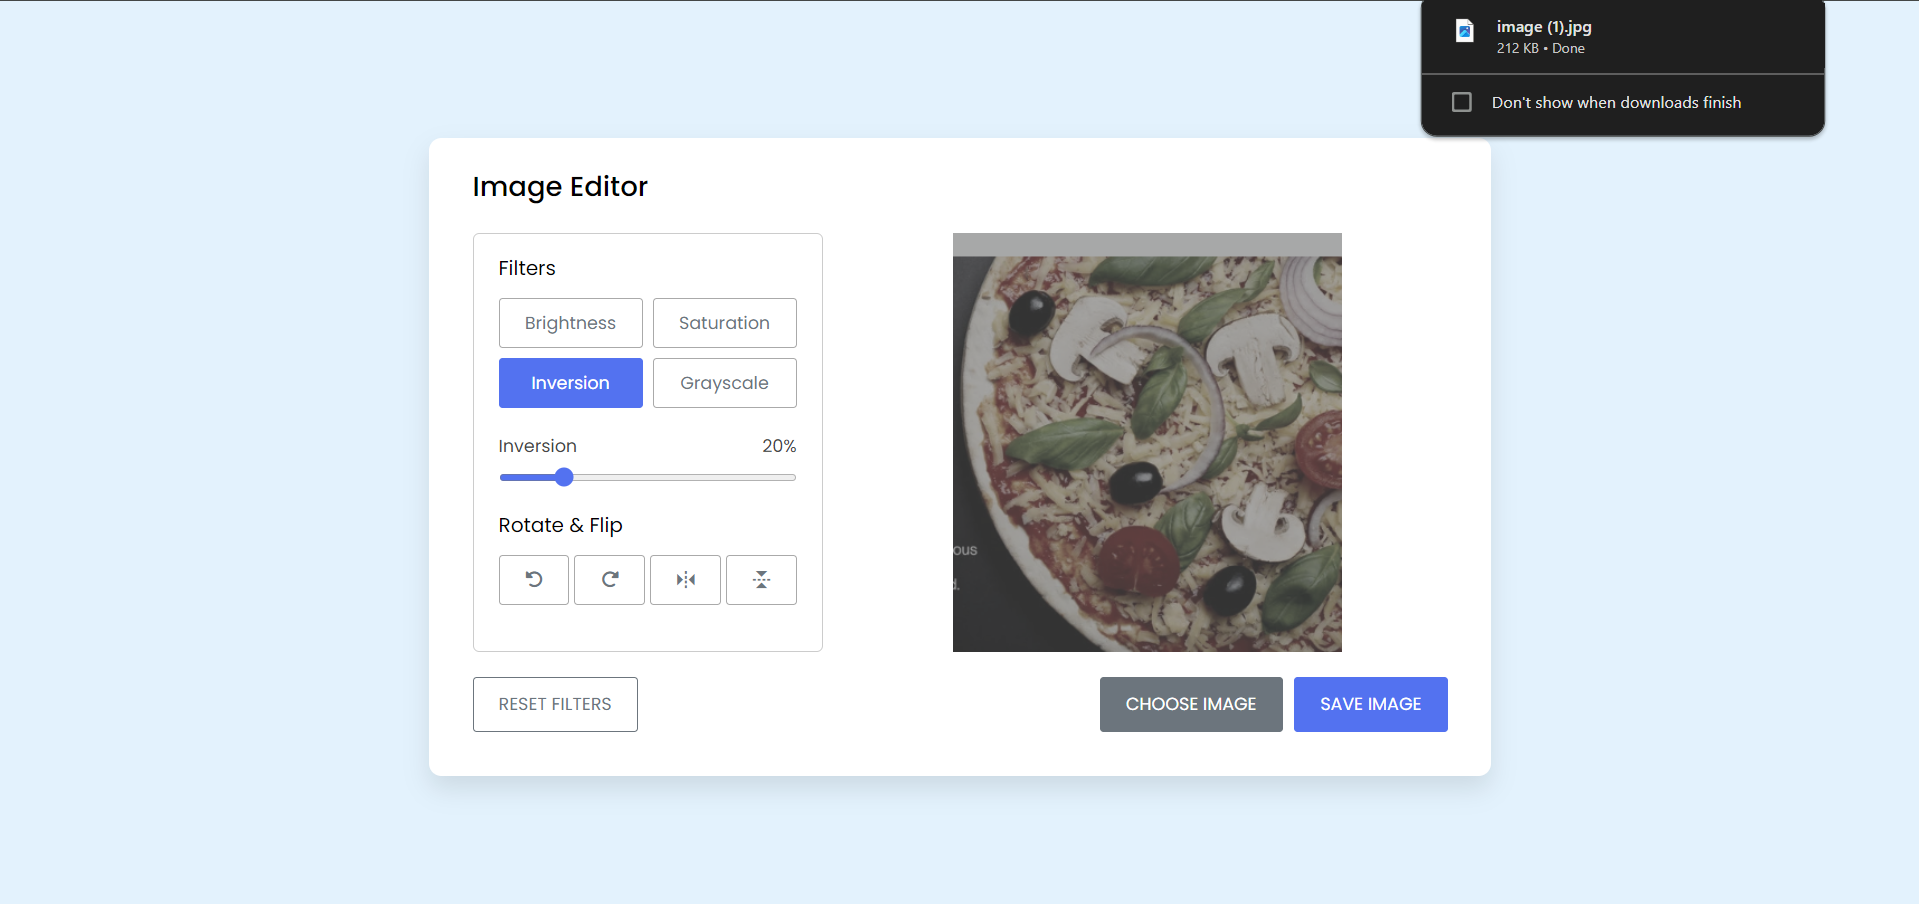 image (1).jpg
212 KB • Done
Don't show when downloads finish
Image Editor
Filters
Brightness
Saturation
Inversion
Grayscale
Inversion
20%
Rotate & Flip
ous
d.
RESET FILTERS
CHOOSE IMAGE
SAVE IMAGE